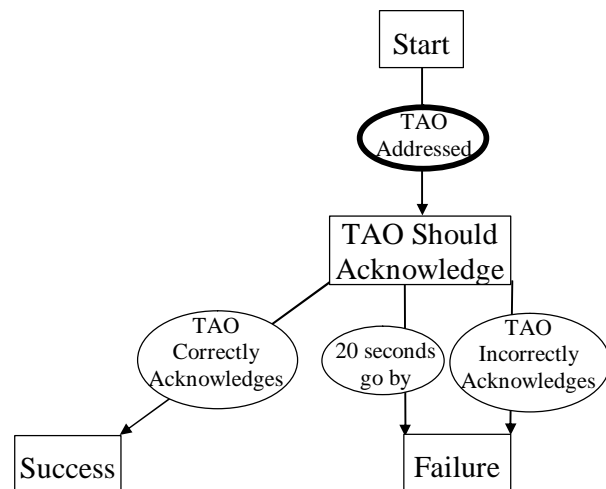 Start
TAO
Addressed
TAO Should
Acknowledge
TAO
Correctly
Acknowledges
20 seconds
go by
TAO
Incorrectly
Acknowledges
Success
Failure